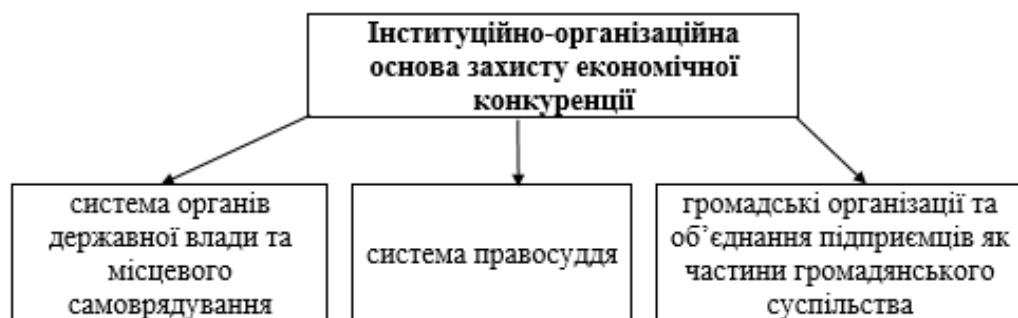 Інституційно-організаційна
основа захисту економічної
конкуренції
система органів
державної влади та
місцевого
самоврядування
система правосуддя
громадські організації та
об’єднання підприємців як
частини громадянського
суспільства